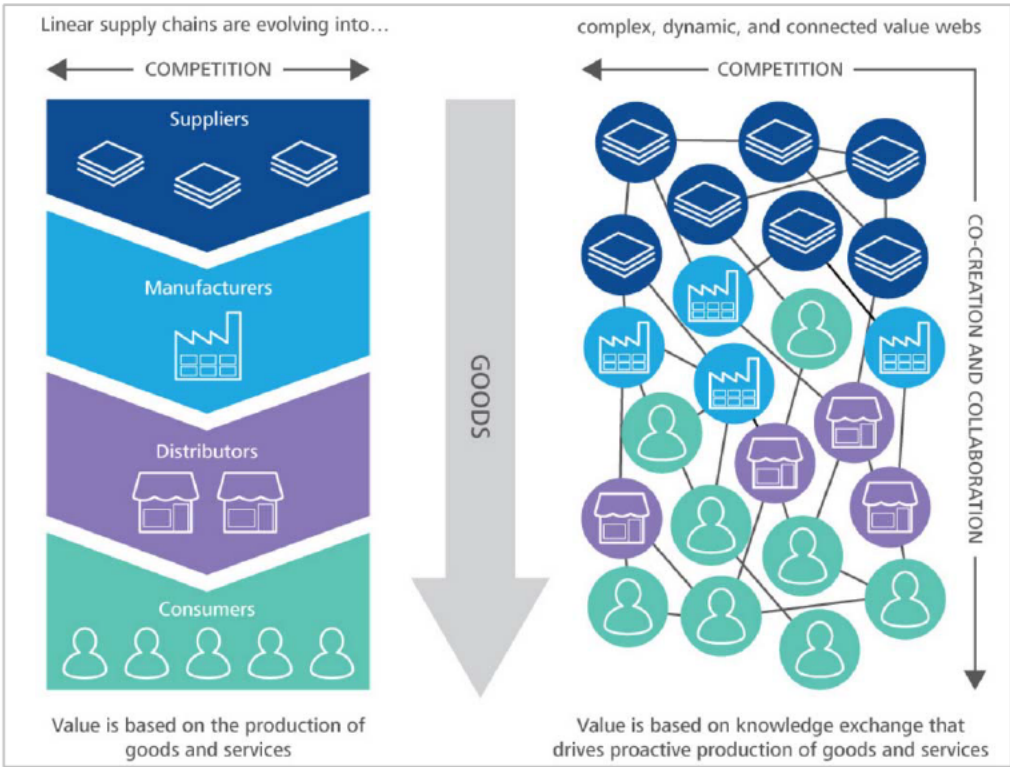 Linear supply chains are evolving into…
COMPETITION
Suppliers
Manufacturers
Distributors
Consumers
Value is based on the production of
goods and services
GOODS
complex, dynamic, and connected value webs
COMPETITION
CO-CREATION AND COLLABORATION
Value is based on knowledge exchange that
drives proactive production of goods and services